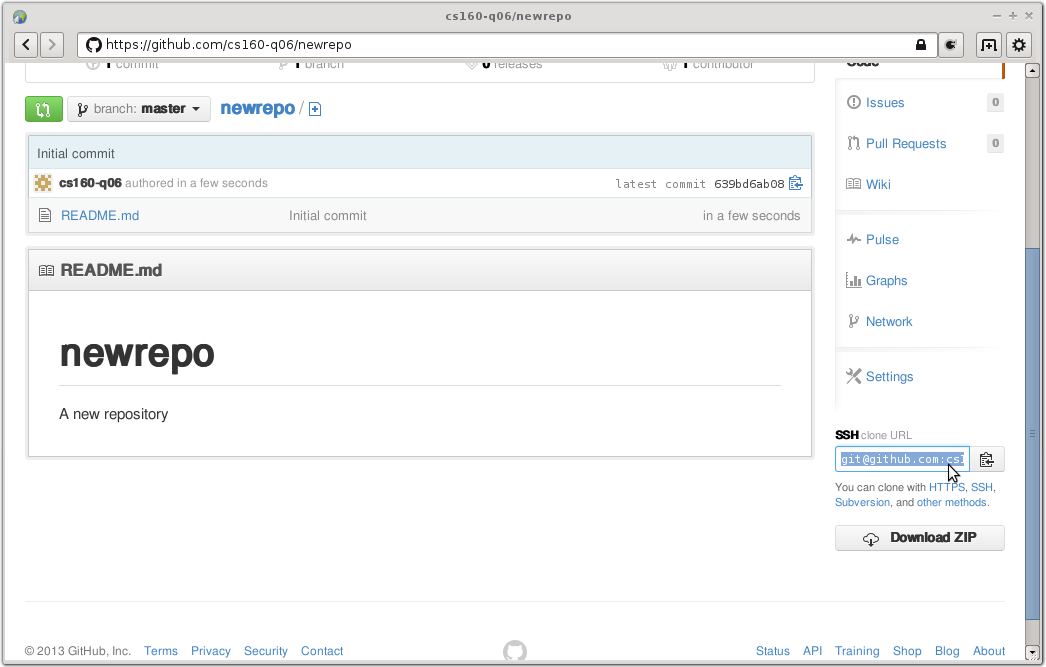 cs160-q06/newrepo
https://github.com/cs160-q06/newrepo
1 commit 1 branch 0 releases 1 contributor
Code
branch: master newrepo /
Issues 0
Pull Requests 0
Wiki
Pulse
Graphs
Network
Settings
Initial commit
cs160-q06 authored in a few seconds latest commit 639bd6ab08
README.md Initial commit in a few seconds
README.md
newrepo
A new repository
SSH clone URL
git@github.com:cs1
You can clone with HTTPS, SSH,
Subversion, and other methods.
Download ZIP
© 2013 GitHub, Inc. Terms Privacy Security Contact Status API Training Shop Blog About